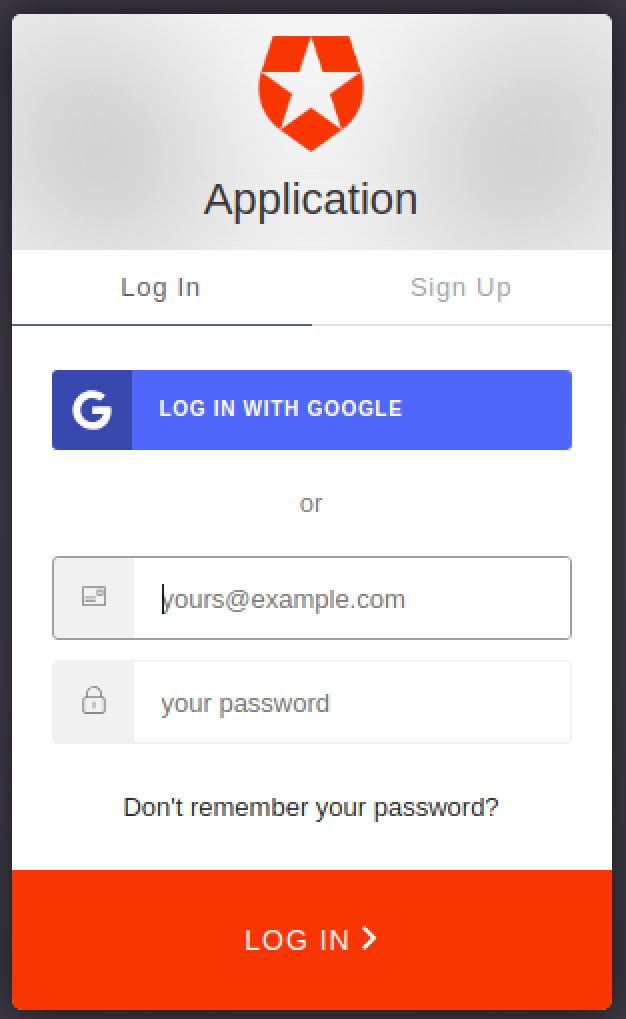 Application
Log In
Sign Up
G
LOG IN WITH GOOGLE
or
yours@example.com
your password
Don't remember your password?
LOG IN